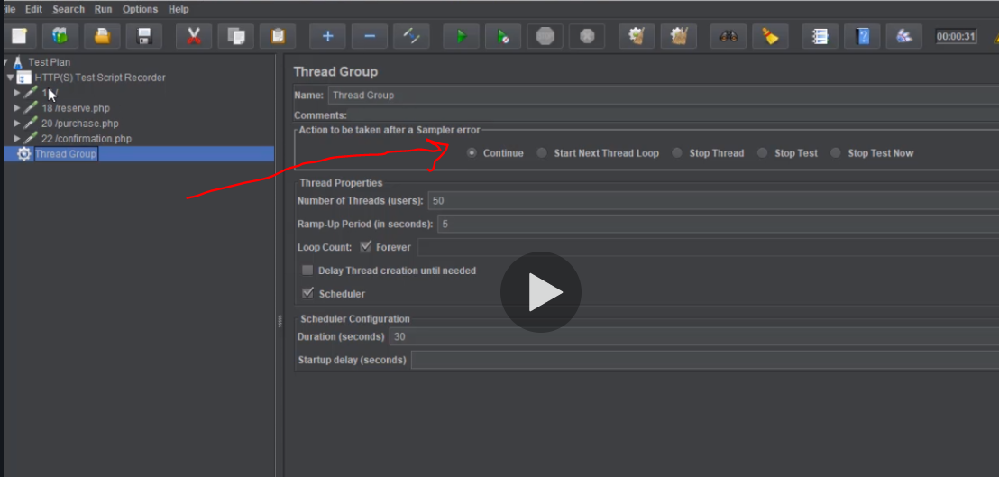 ile Edit Search Run Options Help
00:00:31
Test Plan
HTTP(S) Test Script Recorder
/
18 /reserve.php
20 /purchase.php
22 /confirmation.php
Thread Group
Thread Group
Name: Thread Group
Comments:
Action to be taken after a Sampler error
Continue Start Next Thread Loop Stop Thread Stop Test Stop Test Now
Thread Properties
Number of Threads (users): 50
Ramp-Up Period (in seconds): 5
Loop Count: Forever
Delay Thread creation until needed
Scheduler
Scheduler Configuration
Duration (seconds) 30
Startup delay (seconds)